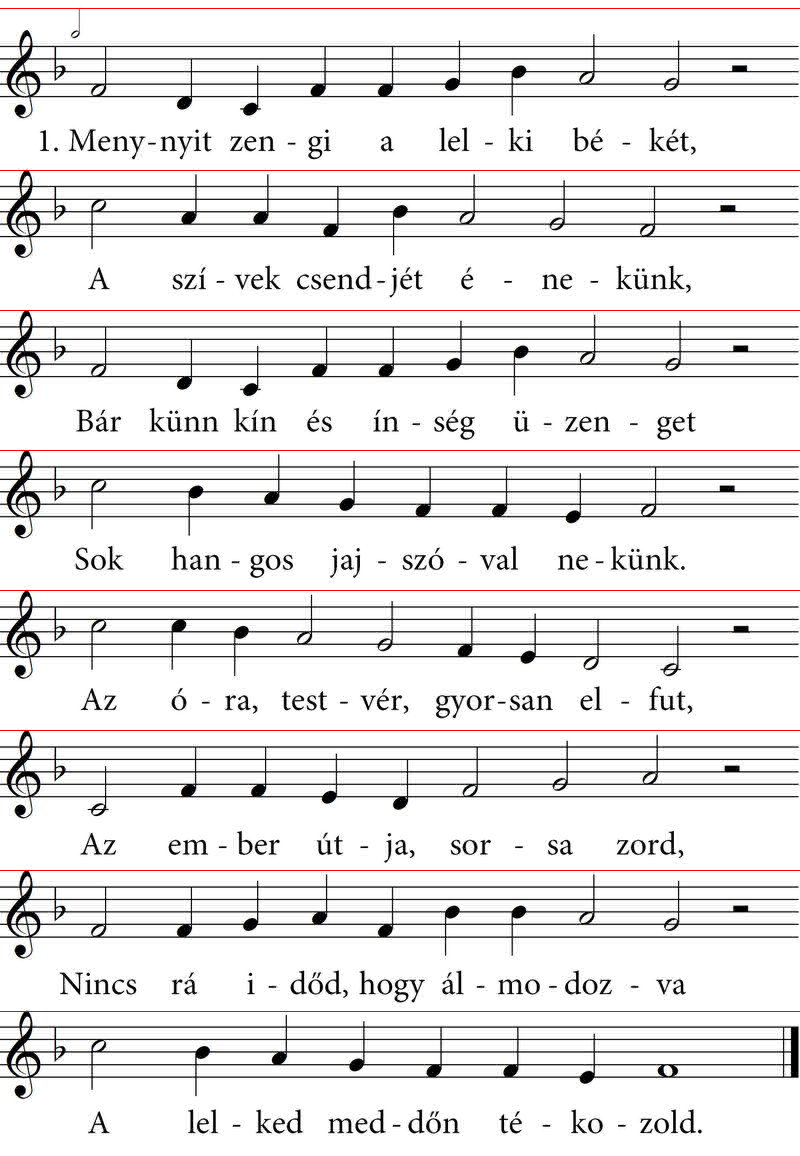 1. Meny-nyit zen - gi a lel - ki bé - két,
A szí - vek csend-jét é - ne - künk,
Bár künn kín és ín - ség ü - zen - get
Sok han - gos jaj - szó - val ne - künk.
Az ó - ra, test - vér, gyor-san el - fut,
Az em - ber út - ja, sor - sa zord,
Nincs rá i - dőd, hogy ál - mo - doz - va
A lel - ked med - dőn té - ko - zold.